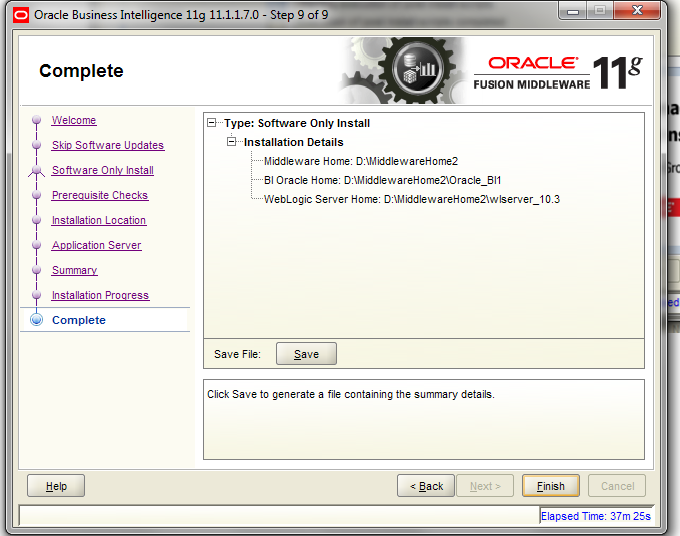 Oracle Business Intelligence 11g 11.1.1.7.0 - Step 9 of 9
Complete
ORACLE
FUSION MIDDLEWARE 11g
Welcome
Skip Software Updates
Software Only Install
Prerequisite Checks
Installation Location
Application Server
Summary
Installation Progress
Complete
Type: Software Only Install
Installation Details
Middleware Home: D:\MiddlewareHome2
BI Oracle Home: D:\MiddlewareHome2\Oracle_BI1
WebLogic Server Home: D:\MiddlewareHome2\wlserver_10.3
Save File: Save
Click Save to generate a file containing the summary details.
Help < Back Next > Finish Cancel
Elapsed Time: 37m 25s